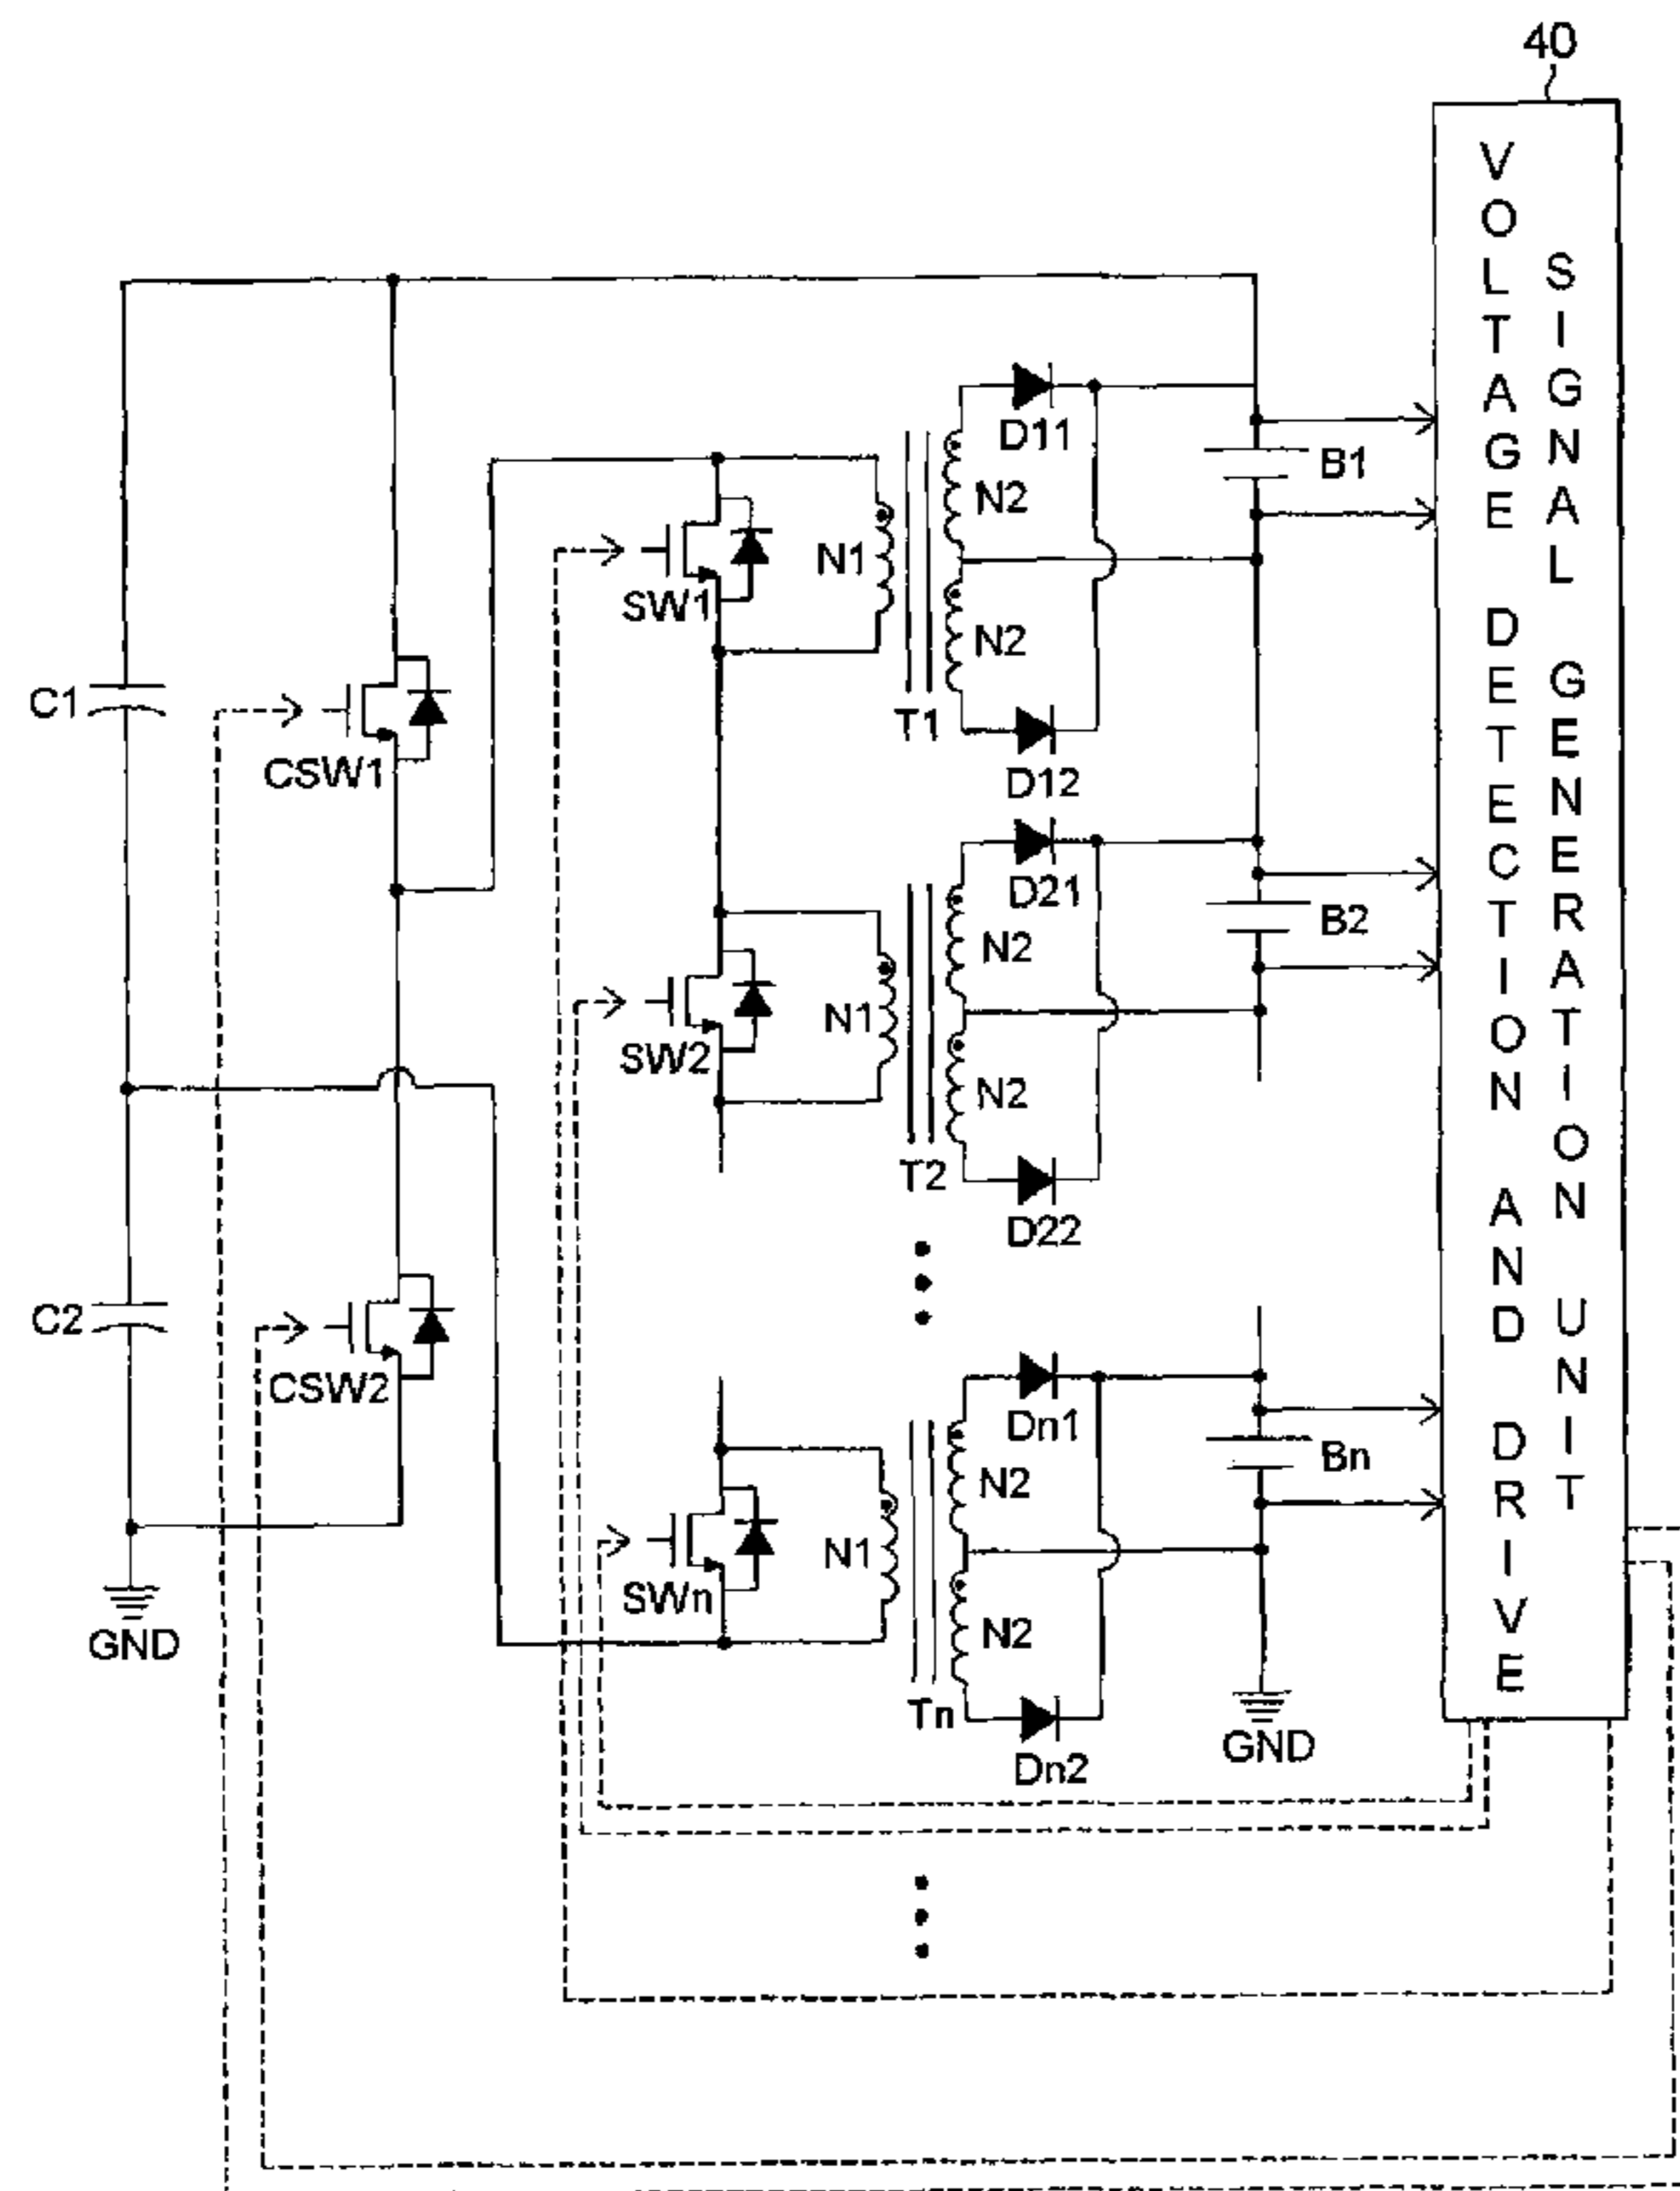 40
VOLTAGE DETECTION AND DRIVE
SIGNAL GENERATION UNIT
D11
B1
N2
N1
SW1
N2
C1
T1
CSW1
D12
D21
B2
N2
N1
SW2
N2
T2
D22
C2
CSW2
Dn1
Bn
N2
N1
SWn
N2
GND
Tn
GND
Dn2